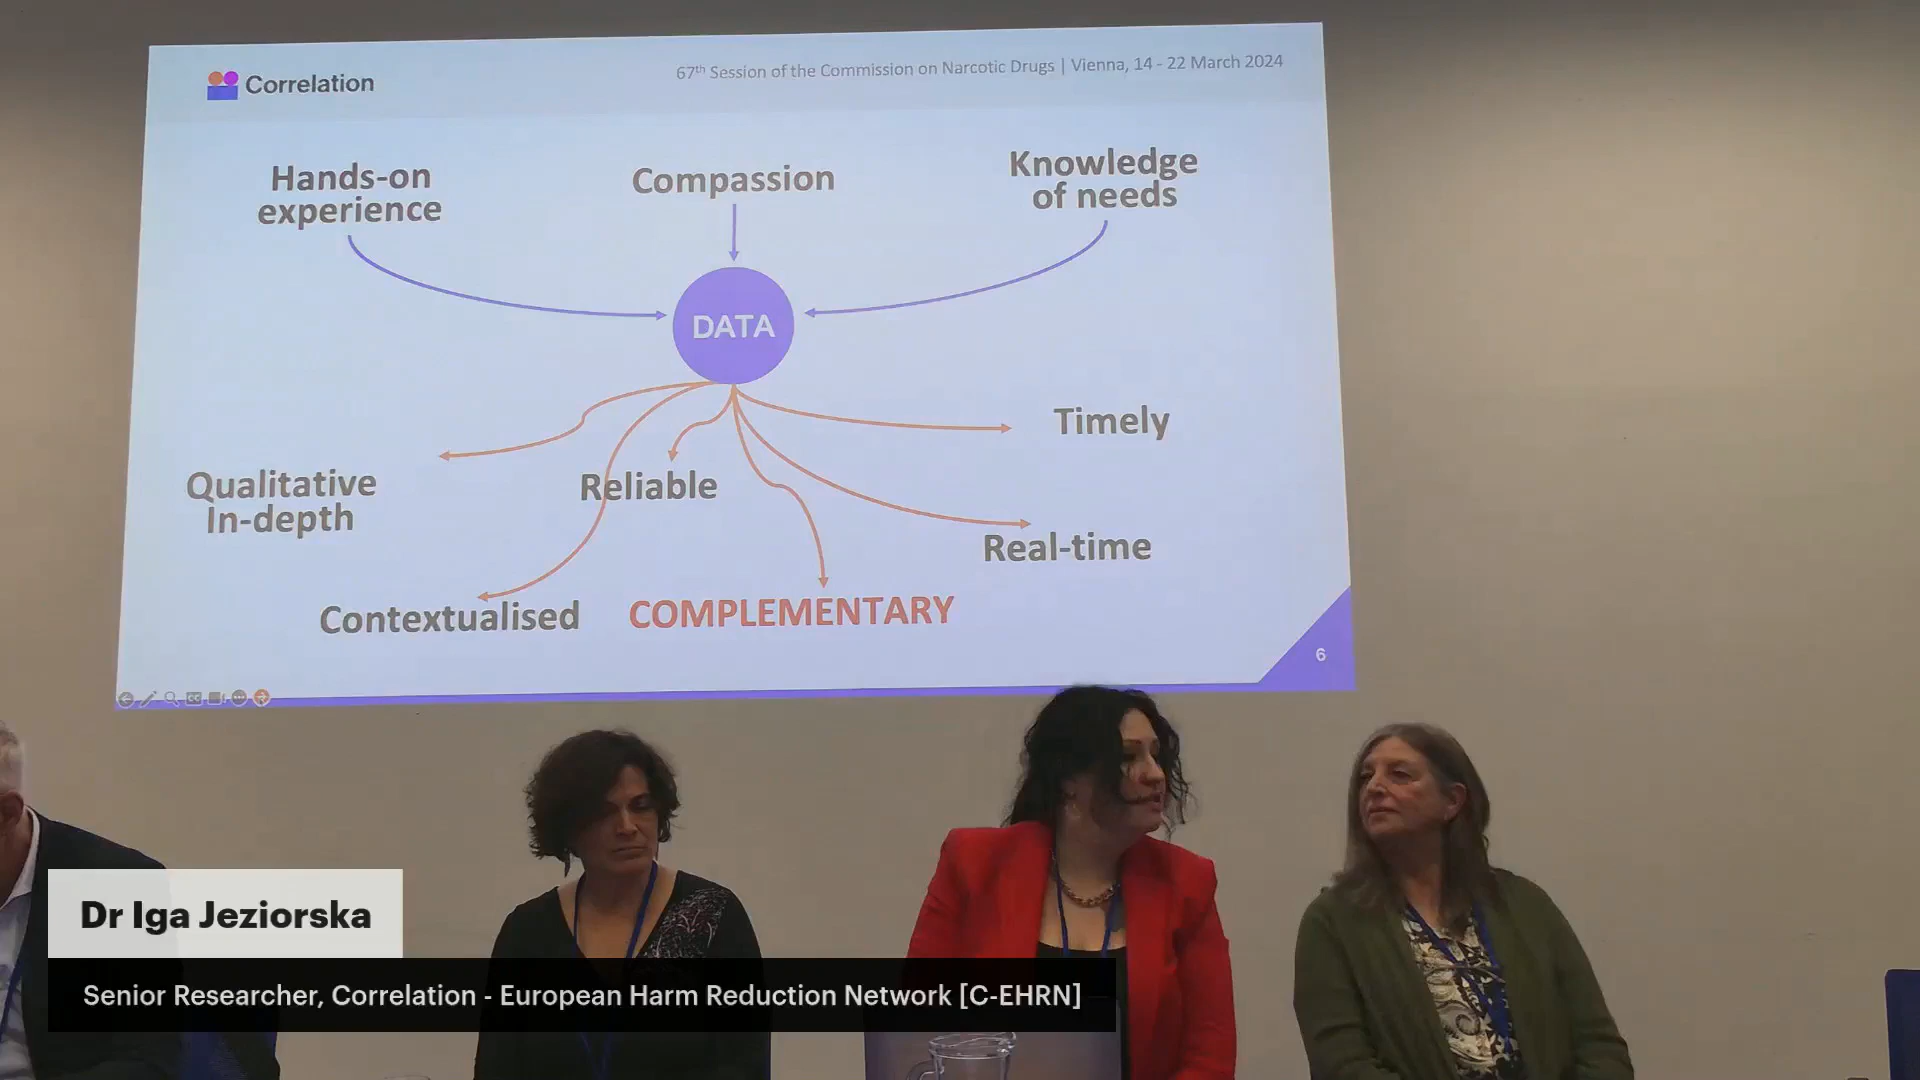 Correlation
67th Session of the Commission on Narcotic Drugs | Vienna, 14 - 22 March 2024
Hands-on
experience
Compassion
Knowledge
of needs
DATA
Timely
Qualitative
In-depth
Reliable
Real-time
Contextualised
COMPLEMENTARY
6
CC
Dr Iga Jeziorska
Senior Researcher, Correlation - European Harm Reduction Network [C-EHRN]